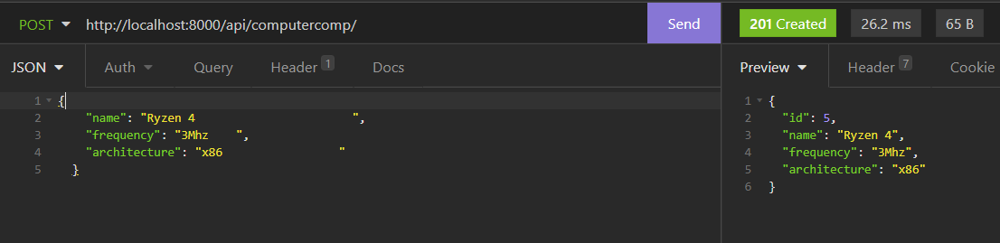 POST http://localhost:8000/api/computercomp/ Send 201 Created 26.2 ms 65 B
JSON Auth Query Header 1 Docs Preview Header 7 Cookie
1 {
2 "name": "Ryzen 4                       ",
3 "frequency": "3Mhz    ",
4 "architecture": "x86                 "
5 }
1 {
2 "id": 5,
3 "name": "Ryzen 4",
4 "frequency": "3Mhz",
5 "architecture": "x86"
6 }